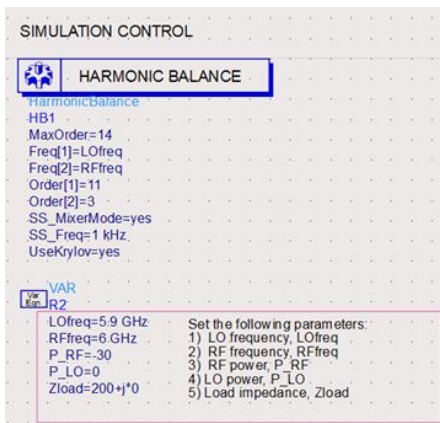 SIMULATION CONTROL
HARMONIC BALANCE
HarmonicBalance
HB1
MaxOrder=14
Freq[1]=LOfreq
Freq[2]=RFfreq
Order[1]=11
Order[2]=3
SS_MixerMode=yes
SS_Freq=1 kHz
UseKrylov=yes
Var
Eqn
VAR
R2
LOfreq=5.9 GHz
RFfreq=6 GHz
P_RF=-30
P_LO=0
Zload=200+j*0
Set the following parameters:
1) LO frequency, LOfreq
2) RF frequency, RFfreq
3) RF power, P_RF
4) LO power, P_LO
5) Load impedance, Zload